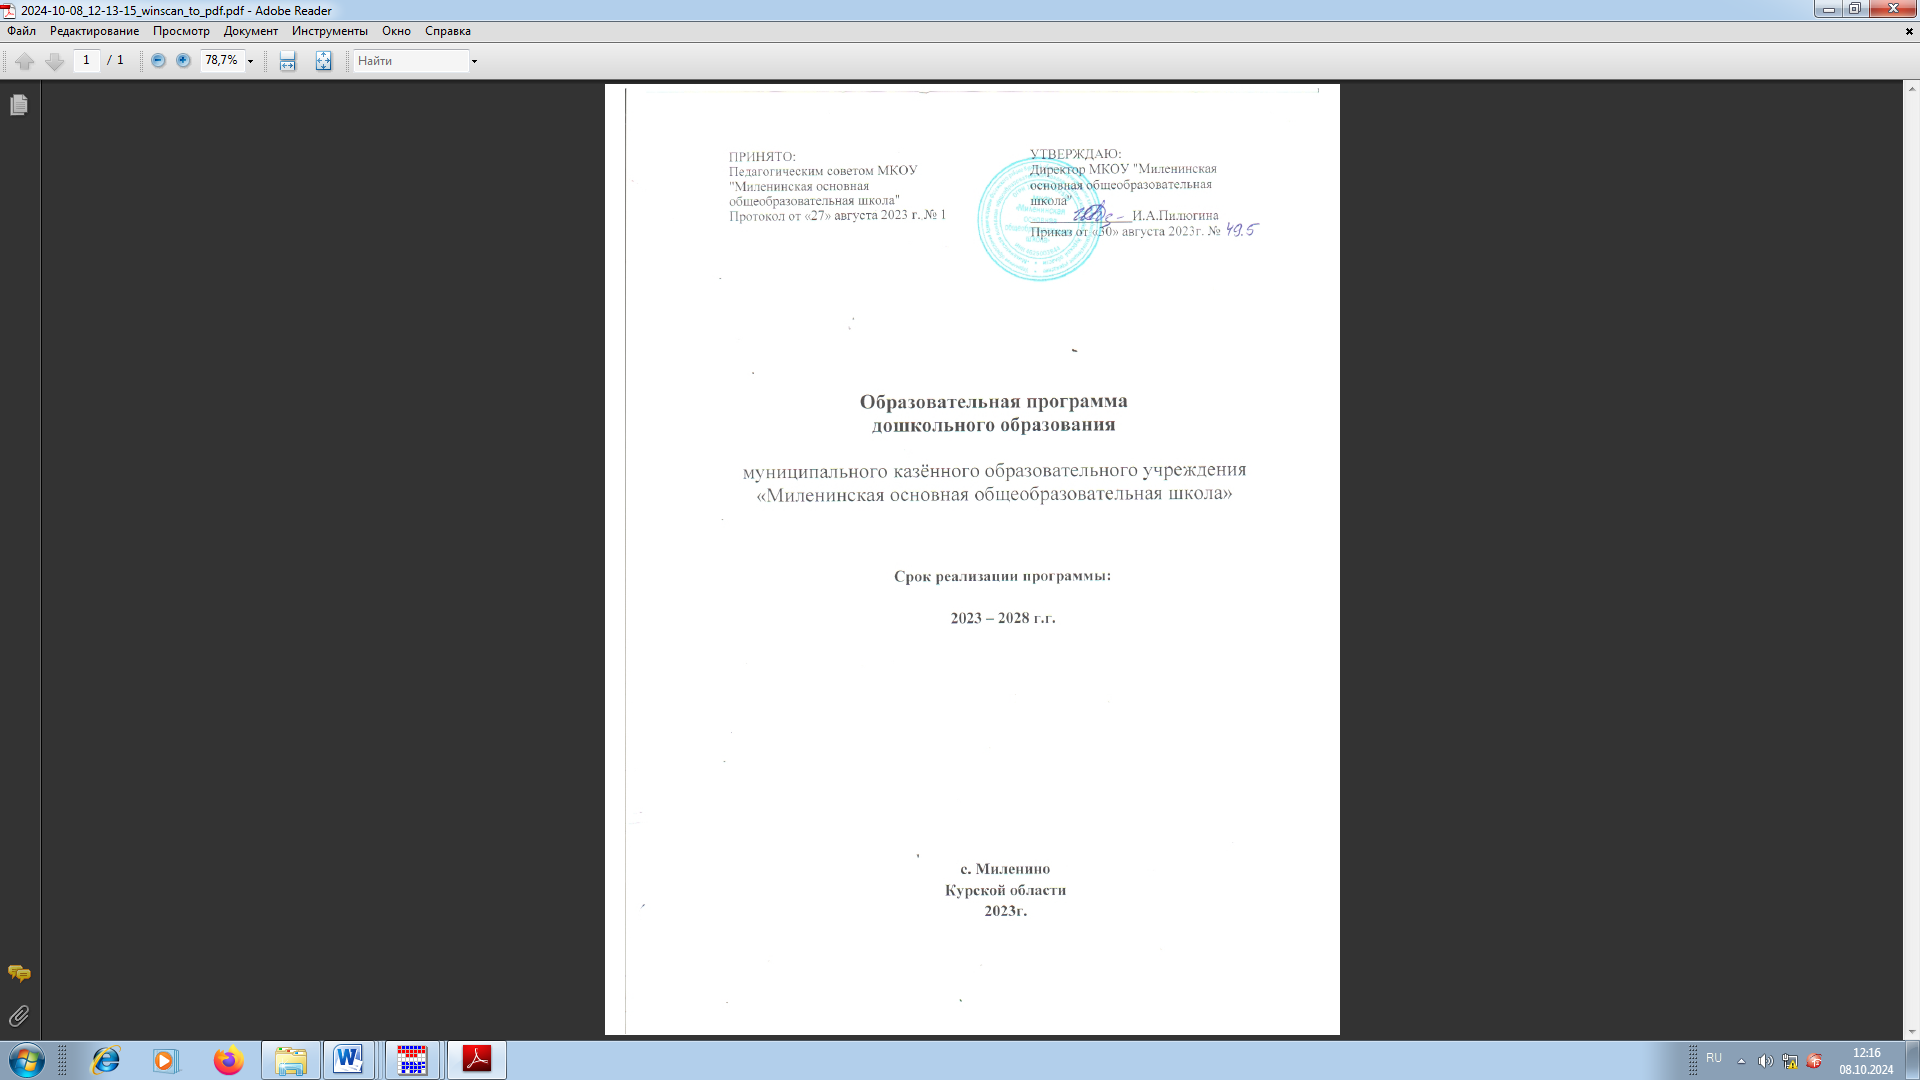 2024-10-08_12-13-15_winscan_to_pdf.pdf - Adobe Reader
Файл Редактирование Просмотр Документ Инструменты Окно Справка
1 / 1 78,7% Найти
ПРИНЯТО:
Педагогическим советом МКОУ
"Миленинская основная
общеобразовательная школа"
Протокол от «27» августа 2023 г. № 1
УТВЕРЖДАЮ:
Директор МКОУ "Миленинская
основная общеобразовательная
школа"
И.А.Пилюгина
Приказ от «30» августа 2023г. № 49.5
Образовательная программа
дошкольного образования
муниципального казённого образовательного учреждения
«Миленинская основная общеобразовательная школа»
Срок реализации программы:
2023 – 2028 г.г.
с. Миленино
Курской области
2023г.
RU
12:16
08.10.2024